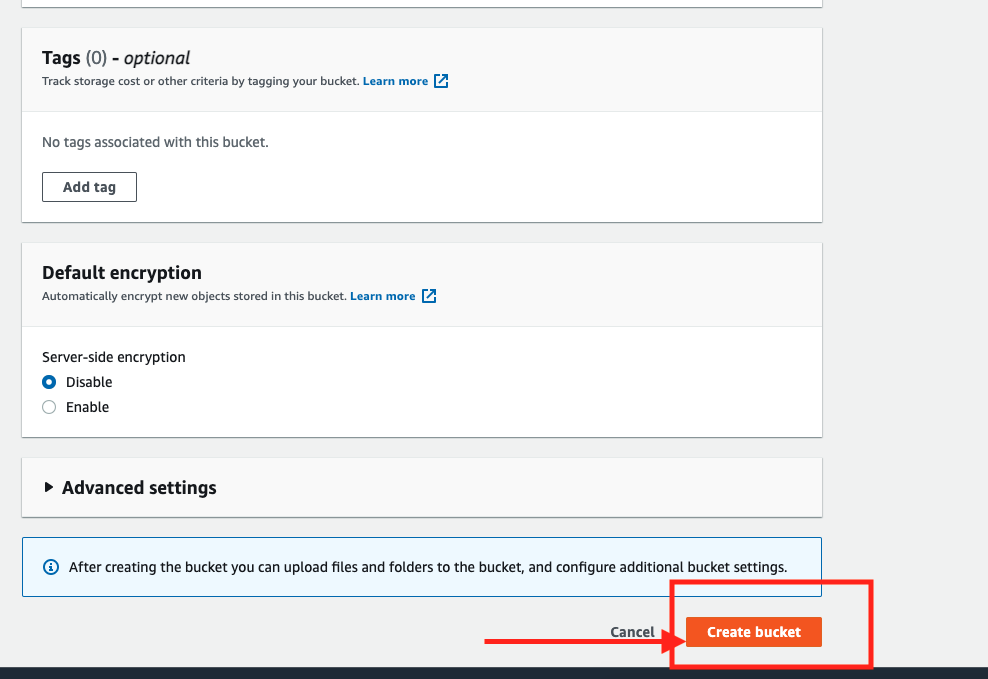 Tags (0) - optional
Track storage cost or other criteria by tagging your bucket. Learn more
No tags associated with this bucket.
Add tag
Default encryption
Automatically encrypt new objects stored in this bucket. Learn more
Server-side encryption
Disable
Enable
Advanced settings
After creating the bucket you can upload files and folders to the bucket, and configure additional bucket settings.
Cancel Create bucket